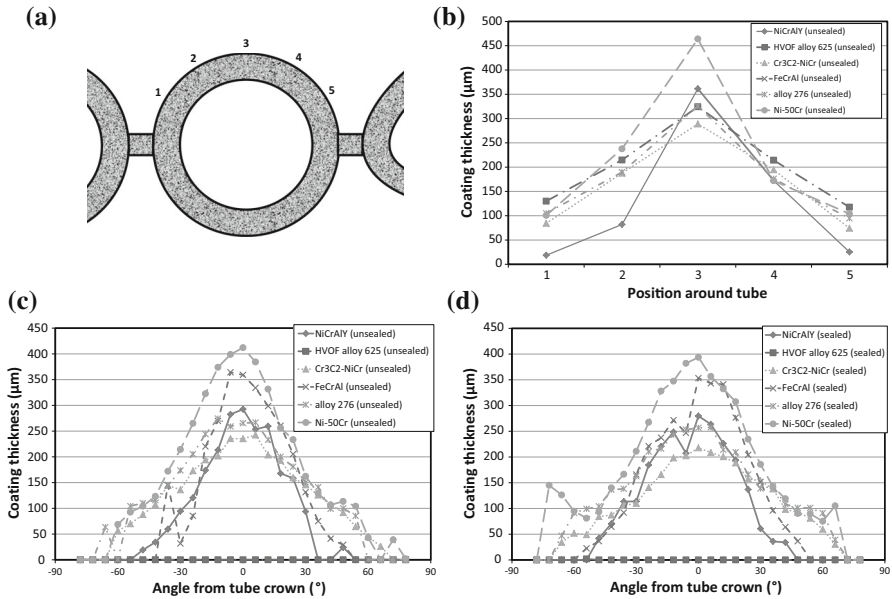 (a)
1
2
3
4
5
(b)
Coating thickness (µm)
500
450
400
350
300
250
200
150
100
50
0
1 2 3 4 5
Position around tube
NiCrAlY (unsealed)
HVOF alloy 625 (unsealed)
Cr3C2-NiCr (unsealed)
FeCrAl (unsealed)
alloy 276 (unsealed)
Ni-50Cr (unsealed)
(c)
Coating thickness (µm)
450
400
350
300
250
200
150
100
50
0
-90 -60 -30 0 30 60 90
Angle from tube crown (°)
NiCrAlY (unsealed)
HVOF alloy 625 (unsealed)
Cr3C2-NiCr (unsealed)
FeCrAl (unsealed)
alloy 276 (unsealed)
Ni-50Cr (unsealed)
(d)
Coating thickness (µm)
450
400
350
300
250
200
150
100
50
0
-90 -60 -30 0 30 60 90
Angle from tube crown (°)
NiCrAlY (sealed)
HVOF alloy 625 (sealed)
Cr3C2-NiCr (sealed)
FeCrAl (sealed)
alloy 276 (sealed)
Ni-50Cr (sealed)